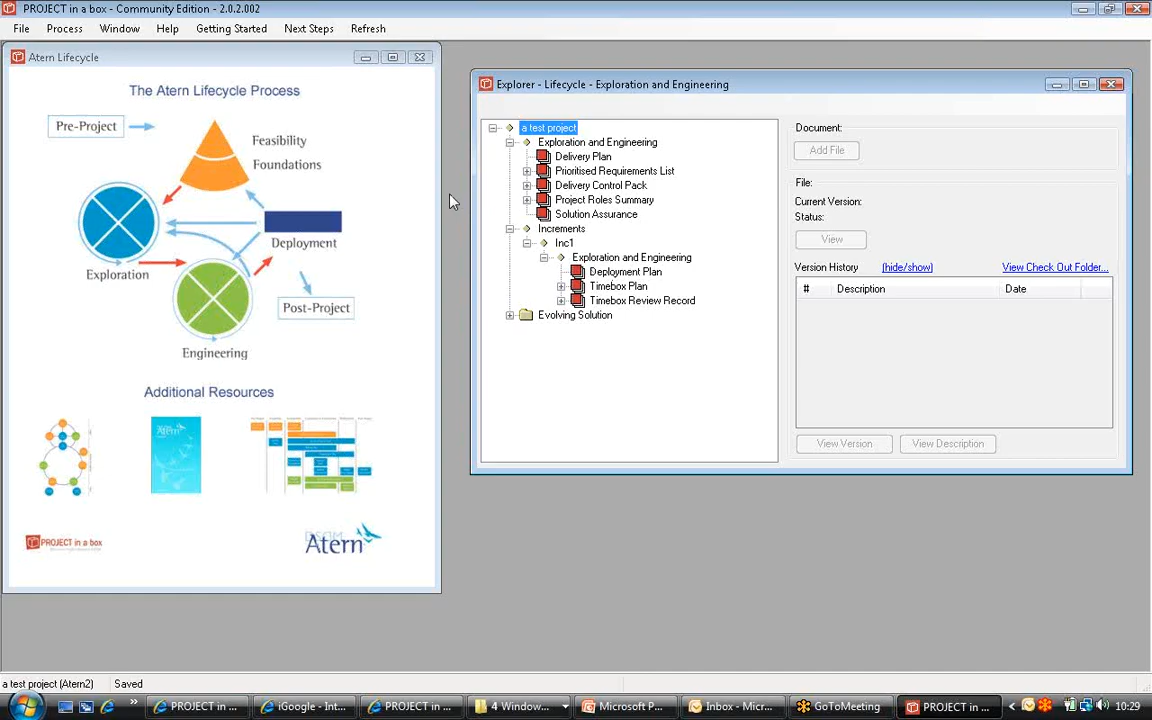 PROJECT in a box - Community Edition - 2.0.2.002
File Process Window Help Getting Started Next Steps Refresh
Atern Lifecycle
The Atern Lifecycle Process
Pre-Project
Feasibility
Foundations
Exploration
Deployment
Post-Project
Engineering
Additional Resources
Atern
PROJECT in a box
DSDM
Atern
Explorer - Lifecycle - Exploration and Engineering
a test project
Exploration and Engineering
Delivery Plan
Prioritised Requirements List
Delivery Control Pack
Project Roles Summary
Solution Assurance
Increments
Inc1
Exploration and Engineering
Deployment Plan
Timebox Plan
Timebox Review Record
Evolving Solution
Document:
Add File
File:
Current Version:
Status:
View
Version History (hide/show) View Check Out Folder...
# Description Date
View Version View Description
a test project (Atern2) Saved
PROJECT in ... iGoogle - Int... PROJECT in ... 4 Window... Microsoft P... Inbox - Micr... GoToMeeting PROJECT in ... 10:29